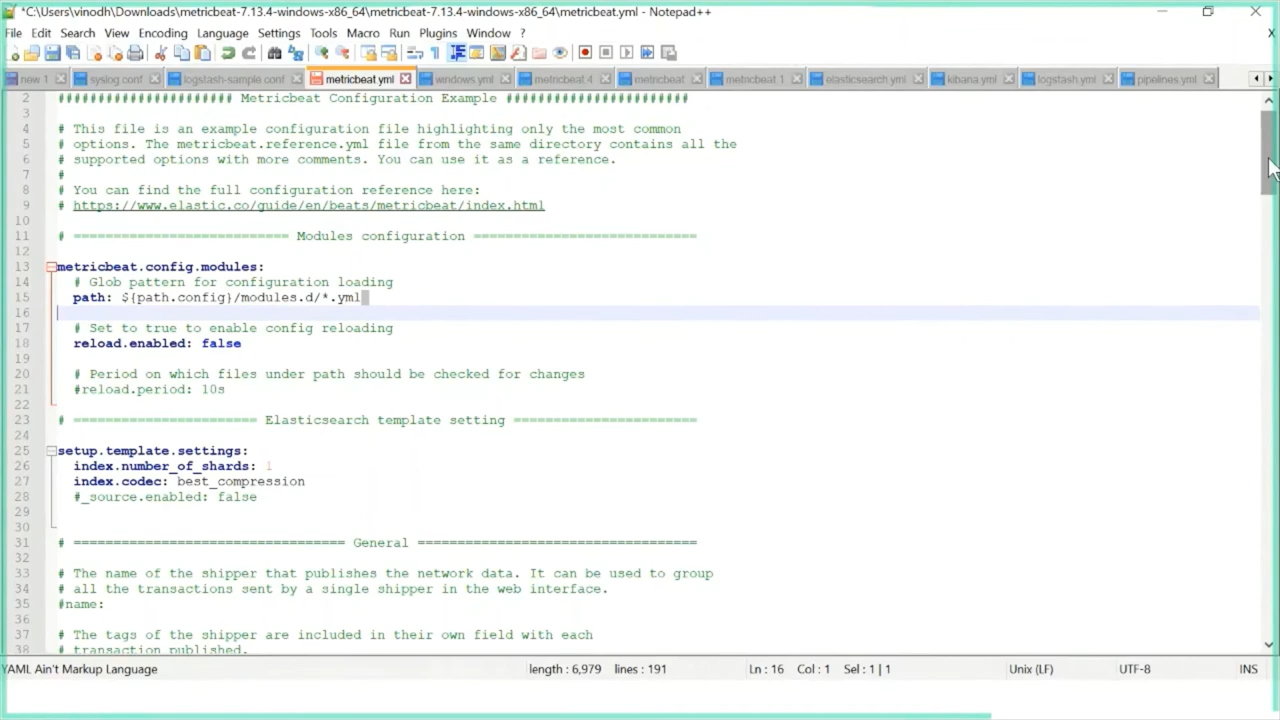 *C:\Users\vinodh\Downloads\metricbeat-7.13.4-windows-x86_64\metricbeat-7.13.4-windows-x86_64\metricbeat.yml - Notepad++
File Edit Search View Encoding Language Settings Tools Macro Run Plugins Window ? X
new 1 syslog.conf logstash-sample.conf metricbeat.yml windows.yml metricbeat 4 metricbeat metricbeat 1 elasticsearch.yml kibana.yml logstash.yml pipelines.yml
2 ###################### Metricbeat Configuration Example #######################
3
4 # This file is an example configuration file highlighting only the most common
5 # options. The metricbeat.reference.yml file from the same directory contains all the
6 # supported options with more comments. You can use it as a reference.
7 #
8 # You can find the full configuration reference here:
9 # https://www.elastic.co/guide/en/beats/metricbeat/index.html
10
11 # =========================== Modules configuration ============================
12
13 metricbeat.config.modules:
14 # Glob pattern for configuration loading
15 path: ${path.config}/modules.d/*.yml
16
17 # Set to true to enable config reloading
18 reload.enabled: false
19
20 # Period on which files under path should be checked for changes
21 #reload.period: 10s
22
23 # ======================= Elasticsearch template setting =======================
24
25 setup.template.settings:
26 index.number_of_shards: 1
27 index.codec: best_compression
28 #_source.enabled: false
29
30
31 # ================================== General ===================================
32
33 # The name of the shipper that publishes the network data. It can be used to group
34 # all the transactions sent by a single shipper in the web interface.
35 #name:
36
37 # The tags of the shipper are included in their own field with each
38 # transaction published.
YAML Ain't Markup Language length : 6,979 lines : 191 Ln : 16 Col : 1 Sel : 1 | 1 Unix (LF) UTF-8 INS